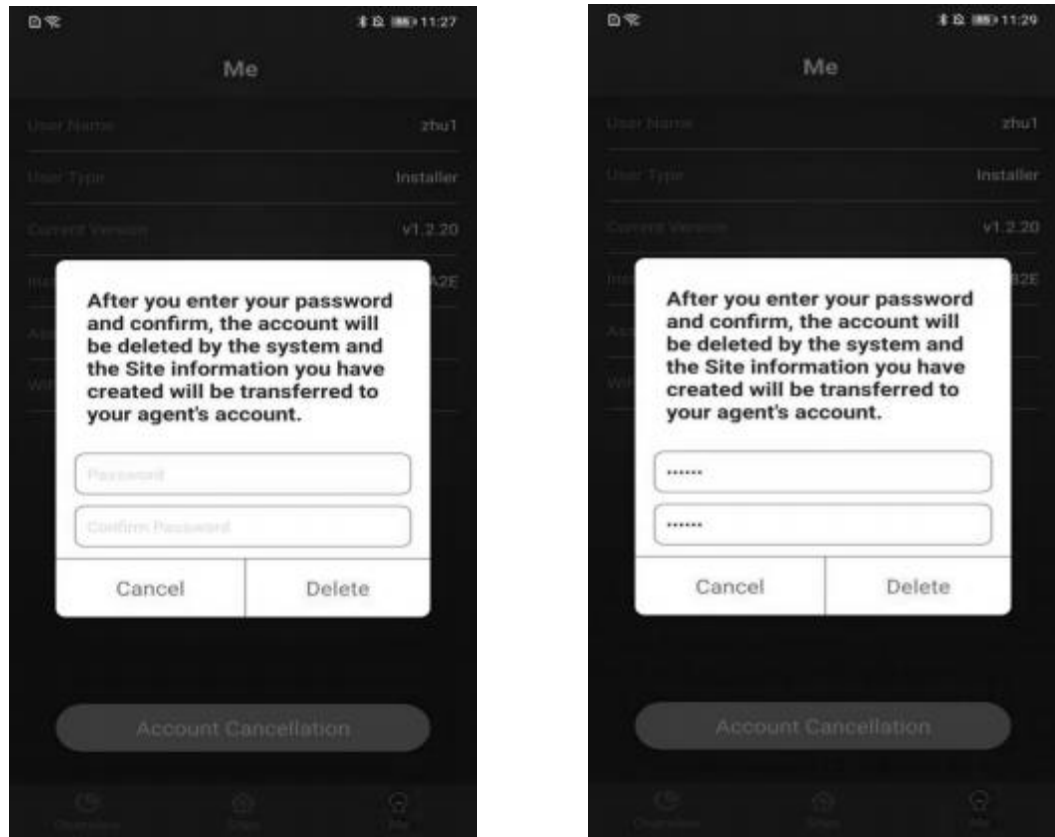 11:27
Me
User Name
zhu1
User Type
Installer
Current Version
v1.2.20
A2E
After you enter your password
and confirm, the account will
be deleted by the system and
the Site information you have
created will be transferred to
your agent's account.
Password
Confirm Password
Cancel
Delete
Account Cancellation
Me
11:29
Me
User Name
zhu1
User Type
Installer
Current Version
v1.2.20
After you enter your password
and confirm, the account will
be deleted by the system and
the Site information you have
created will be transferred to
your agent's account.
••••••
••••••
Cancel
Delete
Account Cancellation
Me